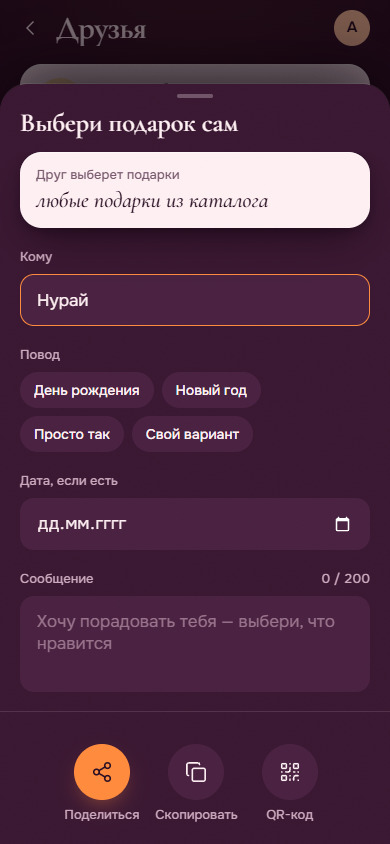 Друзья
А
Выбери подарок сам
Друг выберет подарки
любые подарки из каталога
Кому
Нурай
Повод
День рождения
Новый год
Просто так
Свой вариант
Дата, если есть
ДД.ММ.ГГГГ
Сообщение
0 / 200
Хочу порадовать тебя — выбери, что
нравится
Поделиться
Скопировать
QR-код